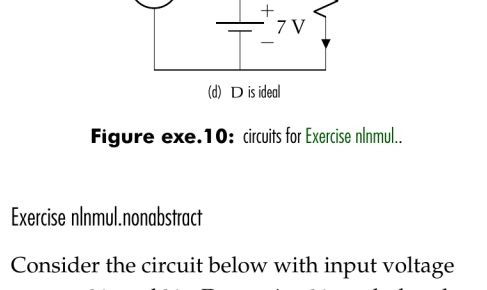 +
7 V
−
(d) D is ideal
Figure exe.10: circuits for Exercise nlnmul..
Exercise nlnmul.nonabstract
Consider the circuit below with input voltage